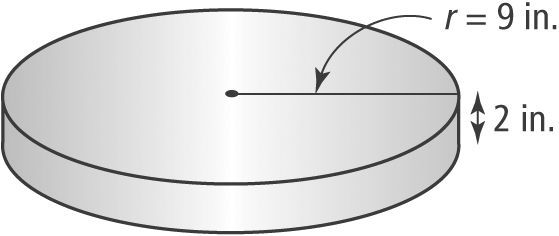 r = 9 in.
2 in.